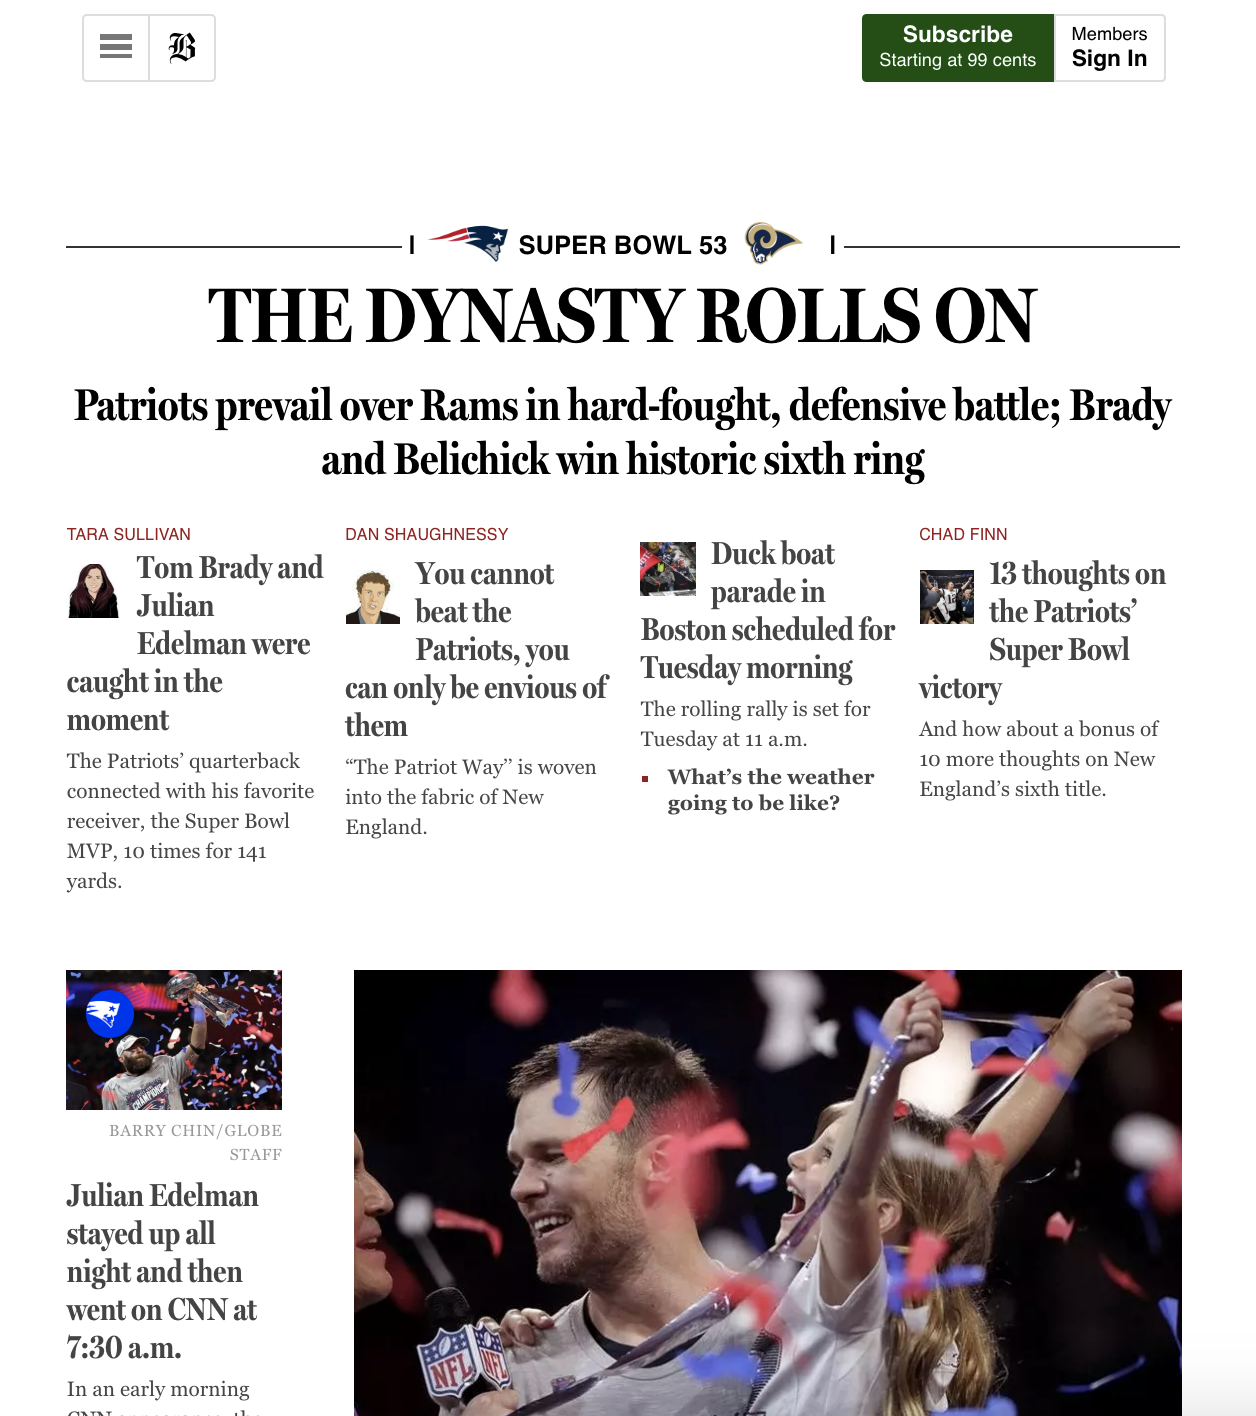 B
Subscribe
Starting at 99 cents
Members
Sign In
SUPER BOWL 53
THE DYNASTY ROLLS ON
Patriots prevail over Rams in hard-fought, defensive battle; Brady
and Belichick win historic sixth ring
TARA SULLIVAN
Tom Brady and
Julian
Edelman were
caught in the
moment
The Patriots’ quarterback
connected with his favorite
receiver, the Super Bowl
MVP, 10 times for 141
yards.
DAN SHAUGHNESSY
You cannot
beat the
Patriots, you
can only be envious of
them
“The Patriot Way’’ is woven
into the fabric of New
England.
Duck boat
parade in
Boston scheduled for
Tuesday morning
The rolling rally is set for
Tuesday at 11 a.m.
What’s the weather
going to be like?
CHAD FINN
13 thoughts on
the Patriots’
Super Bowl
victory
And how about a bonus of
10 more thoughts on New
England’s sixth title.
CHAMPIONS
BARRY CHIN/GLOBE
STAFF
Julian Edelman
stayed up all
night and then
went on CNN at
7:30 a.m.
In an early morning
NFL
NFL